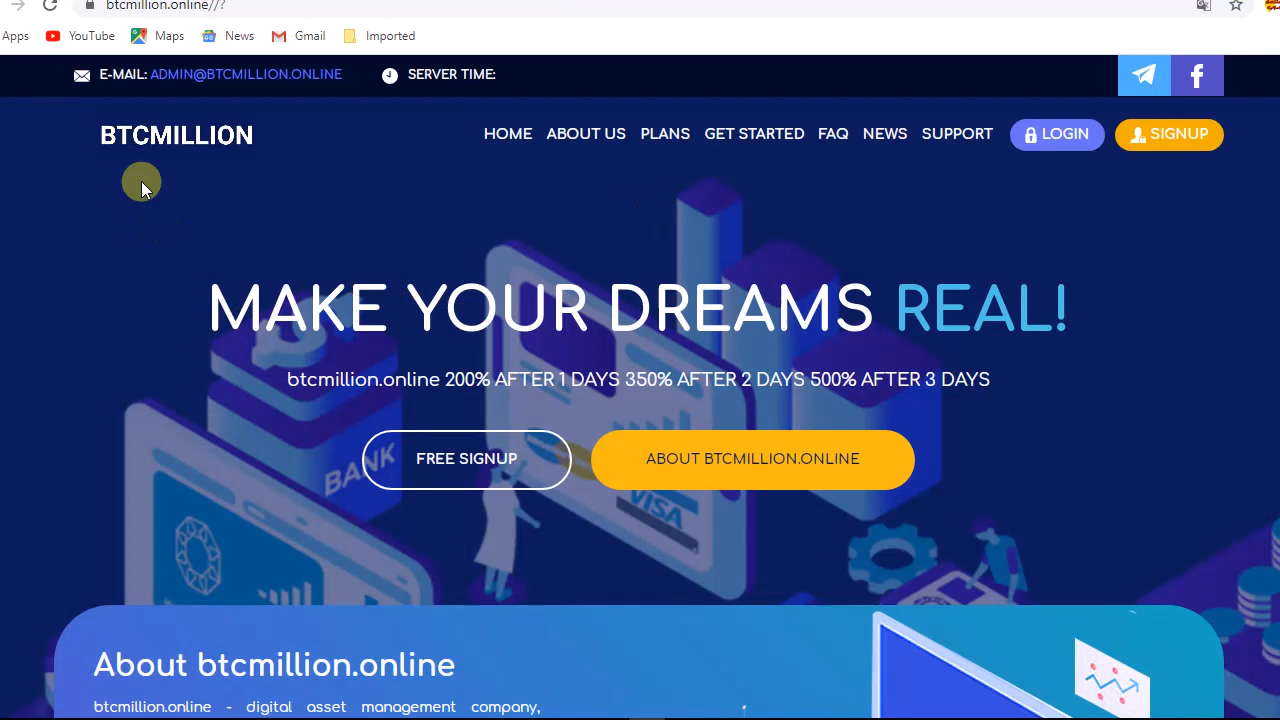 btcmillion.online//?
Apps YouTube Maps News Gmail Imported
E-MAIL: ADMIN@BTCMILLION.ONLINE SERVER TIME:
BTCMILLION HOME ABOUT US PLANS GET STARTED FAQ NEWS SUPPORT LOGIN SIGNUP
MAKE YOUR DREAMS REAL!
btcmillion.online 200% AFTER 1 DAYS 350% AFTER 2 DAYS 500% AFTER 3 DAYS
FREE SIGNUP ABOUT BTCMILLION.ONLINE
BANK
VISA
About btcmillion.online
btcmillion.online - digital asset management company,